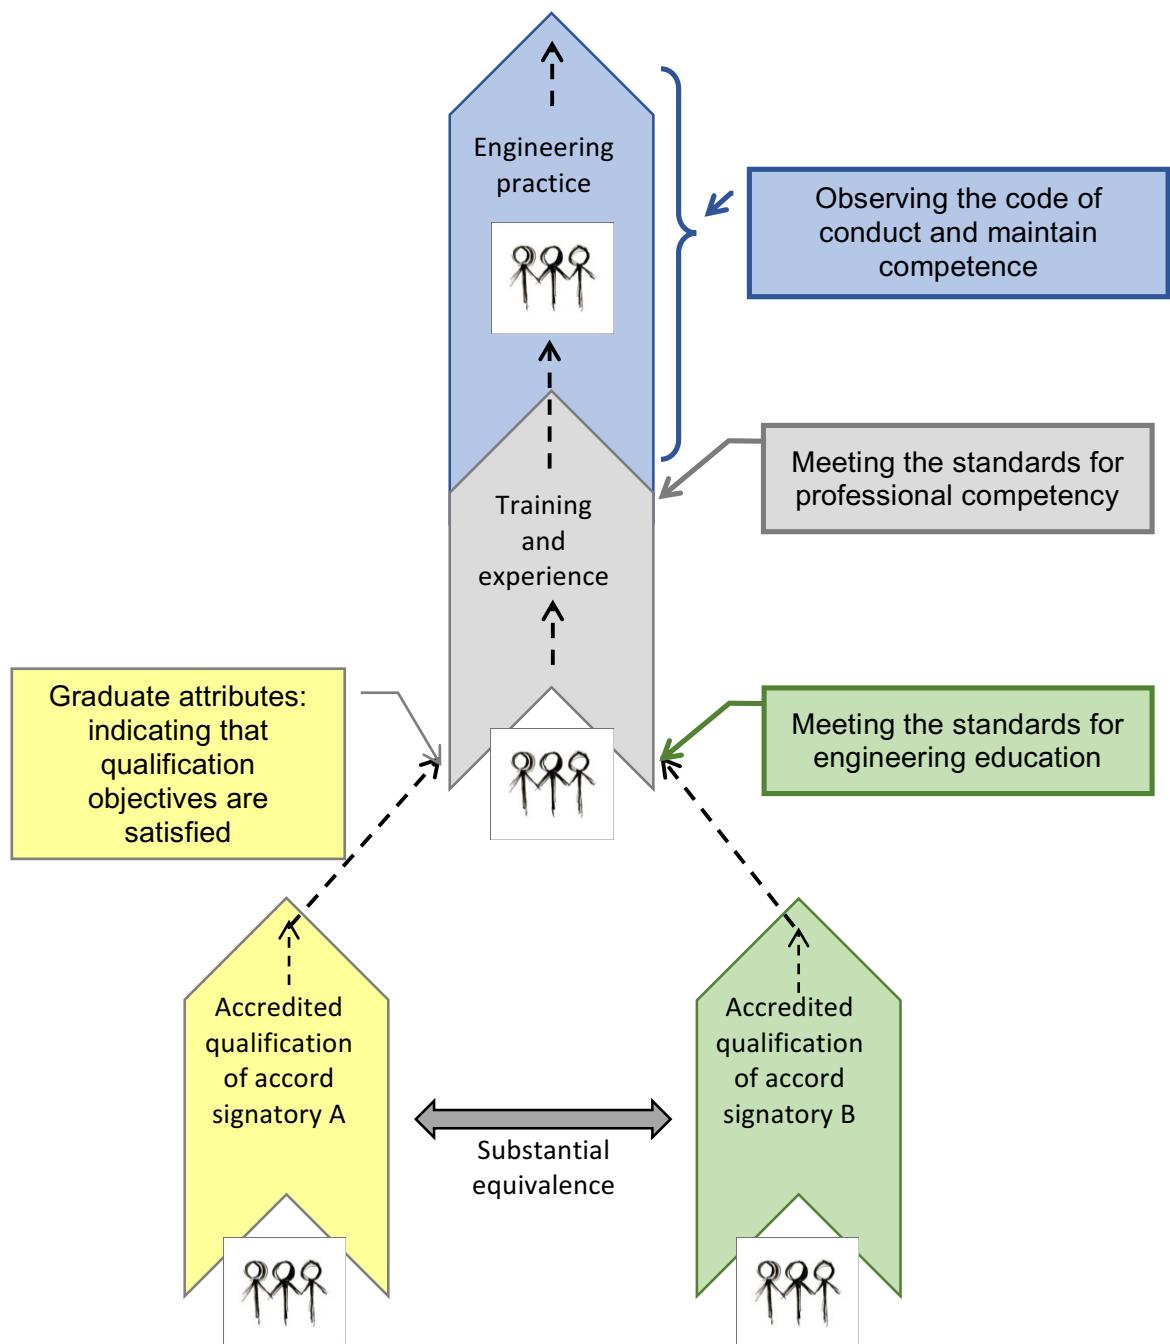 Engineering
practice
Observing the code of
conduct and maintain
competence
Meeting the standards for
professional competency
Training
and
experience
Graduate attributes:
indicating that
qualification
objectives are
satisfied
Meeting the standards for
engineering education
Accredited
qualification
of accord
signatory A
Substantial
equivalence
Accredited
qualification
of accord
signatory B